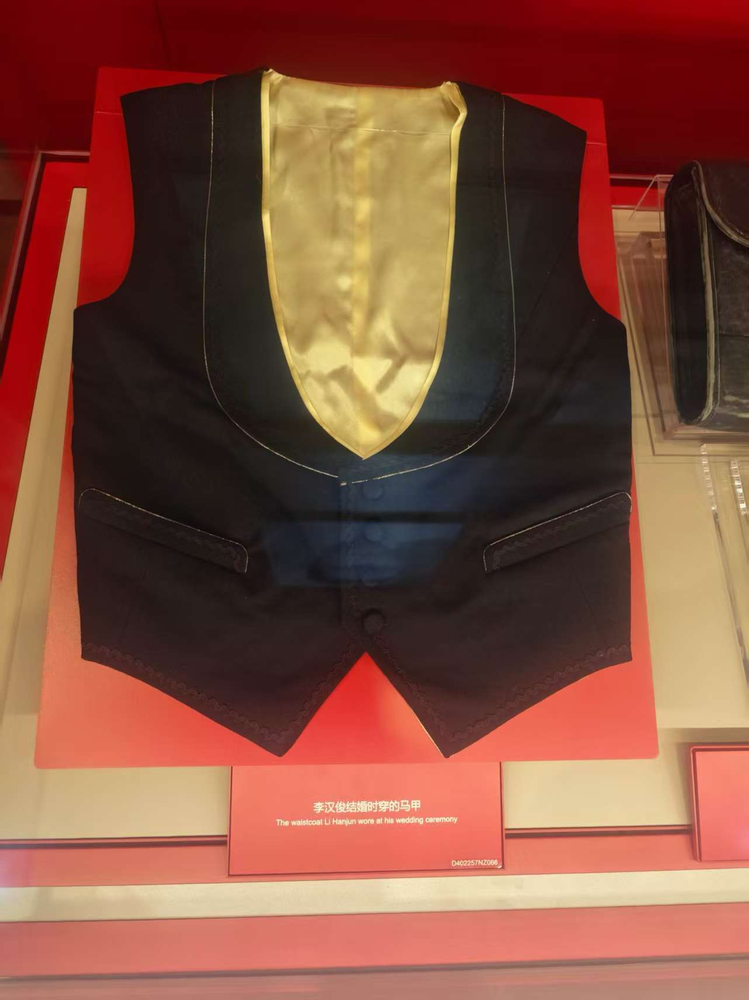 李汉俊结婚时穿的马甲
The waistcoat Li Hanjun wore at his wedding caremony
D402257NZ066